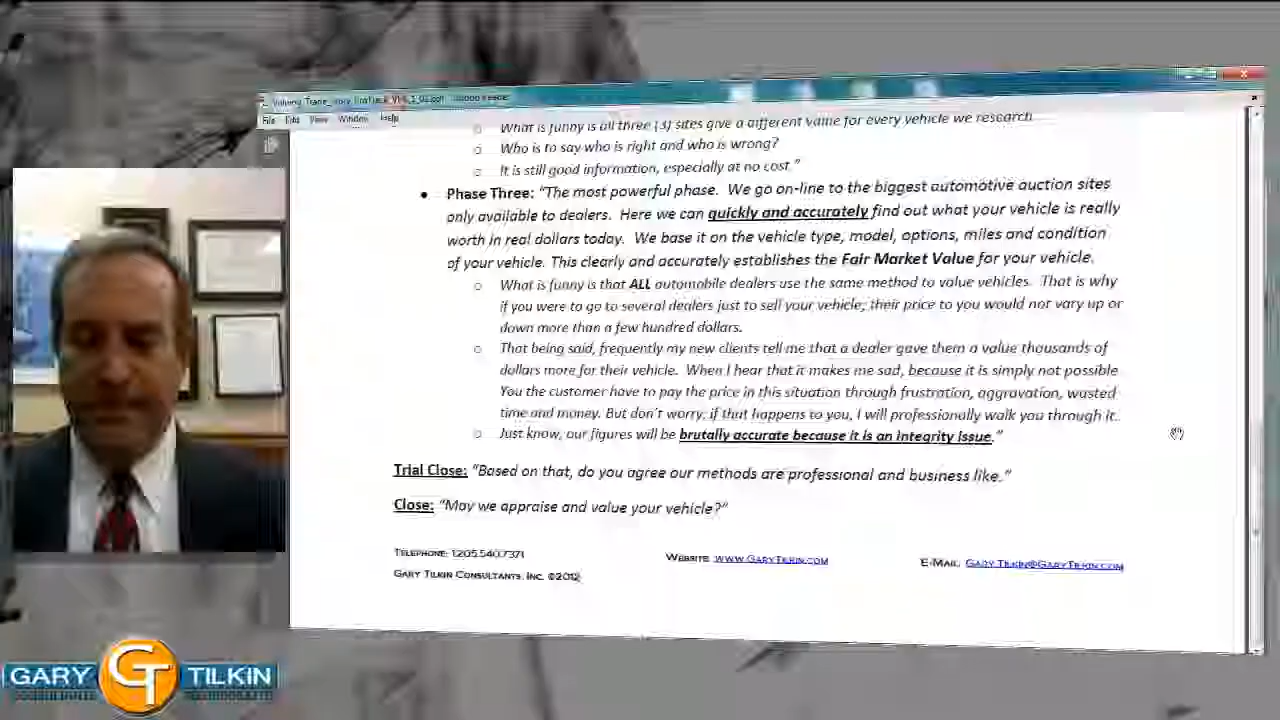 File Edit View Window Help
o What is funny is all three (3) sites give a different value for every vehicle we research
o Who is to say who is right and who is wrong?
o It is still good information, especially at no cost."
• Phase Three: "The most powerful phase. We go on-line to the biggest automotive auction sites
only available to dealers. Here we can quickly and accurately find out what your vehicle is really
worth in real dollars today. We base it on the vehicle type, model, options, miles and condition
of your vehicle. This clearly and accurately establishes the Fair Market Value for your vehicle.
o What is funny is that ALL automobile dealers use the same method to value vehicles. That is why
if you were to go to several dealers just to sell your vehicle; their price to you would not vary up or
down more than a few hundred dollars.
o That being said, frequently my new clients tell me that a dealer gave them a value thousands of
dollars more for their vehicle. When I hear that it makes me sad, because it is simply not possible
You the customer have to pay the price in this situation through frustration, aggravation, wasted
time and money. But don't worry; if that happens to you, I will professionally walk you through it..
o Just know, our figures will be brutally accurate because it is an Integrity Issue."
Trial Close: "Based on that, do you agree our methods are professional and business like."
Close: "May we appraise and value your vehicle?"
Telephone: 1.205.540.7371 Website: www.GaryTilkin.com E-Mail: Gary.Tilkin@GaryTilkin.com
Gary Tilkin Consultants, Inc. ©2012
GARY GT TILKIN